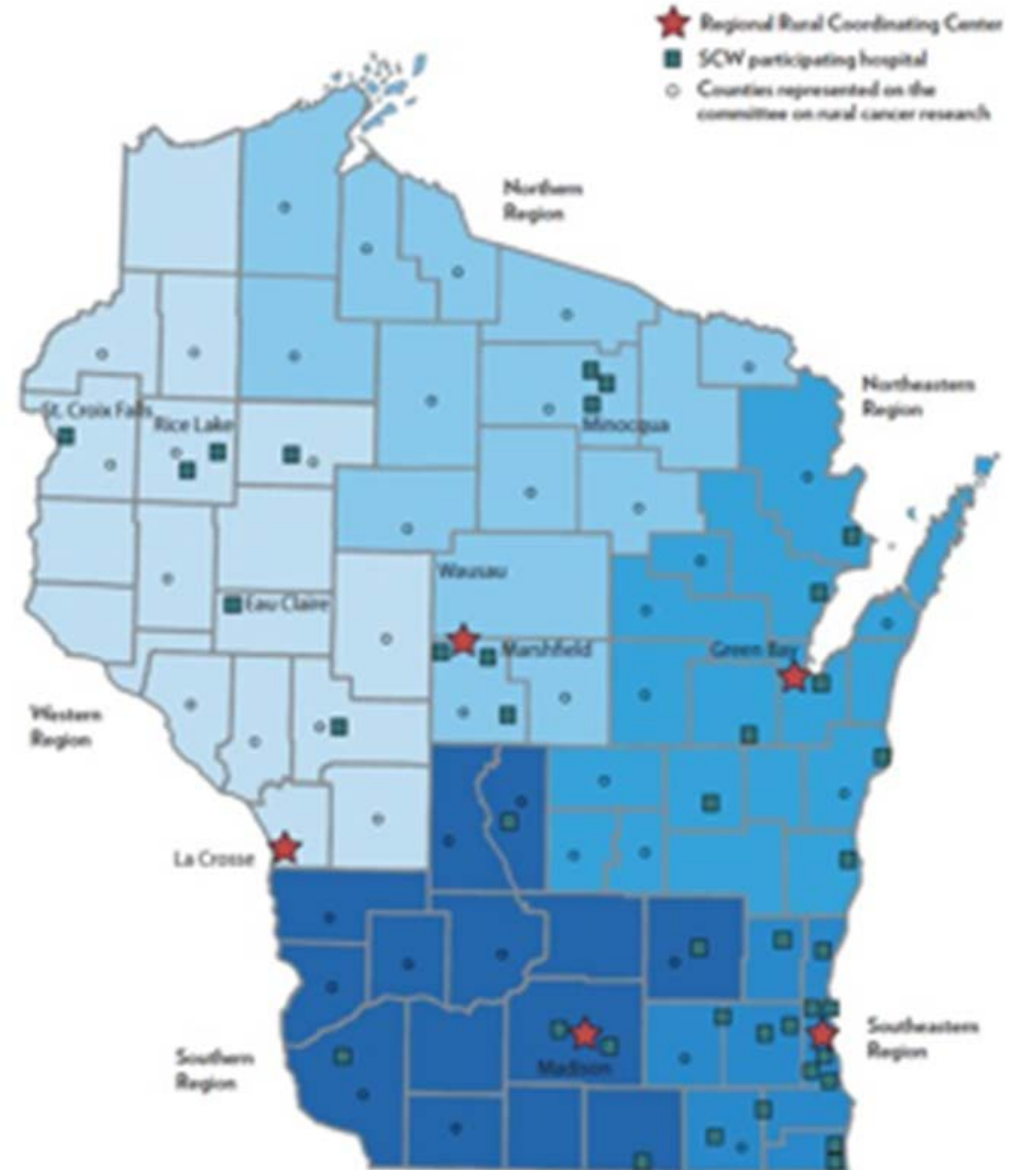 Regional Rural Coordinating Center
SCW participating hospital
Counties represented on the
committee on rural cancer research
Northern
Region
Northeastern
Region
St. Croix Falls
Rice Lake
Minocqua
Wausau
Eau Claire
Marshfield
Green Bay
Western
Region
La Crosse
Southeastern
Region
Southern
Region
Madison